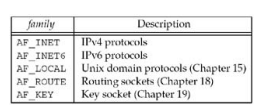 family Description
AF_INET IPv4 protocols
AF_INET6 IPv6 protocols
AF_LOCAL Unix domain protocols (Chapter 15)
AF_ROUTE Routing sockets (Chapter 18)
AF_KEY Key socket (Chapter 19)